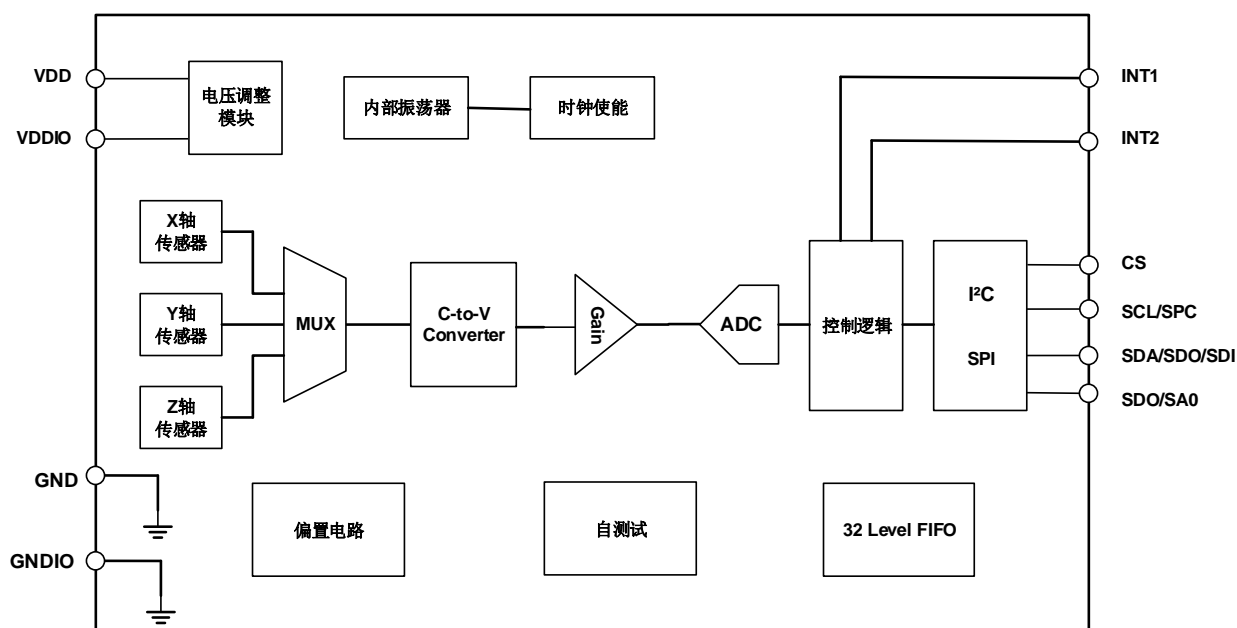 VDD
VDDIO
电压调整
模块
内部振荡器
时钟使能
INT1
INT2
X轴
传感器
Y轴
传感器
Z轴
传感器
MUX
C-to-V
Converter
Gain
ADC
控制逻辑
I²C
SPI
CS
SCL/SPC
SDA/SDO/SDI
SDO/SA0
GND
GNDIO
偏置电路
自测试
32 Level FIFO